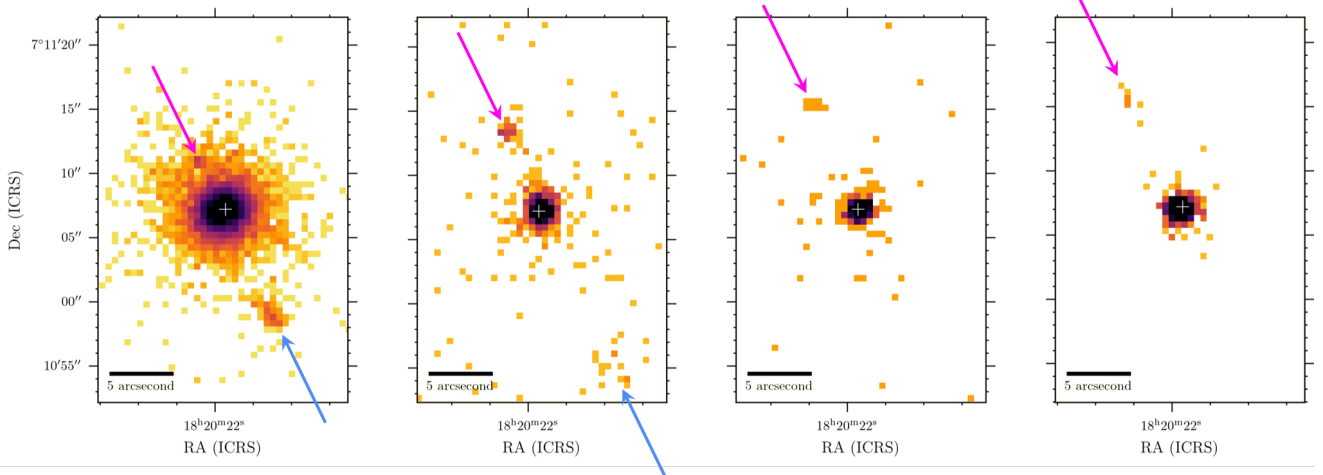 7°11′20″
15″
10″
05″
00″
10′55″
Dec (ICRS)
5 arcsecond
5 arcsecond
5 arcsecond
5 arcsecond
18ʰ20ᵐ22ˢ
18ʰ20ᵐ22ˢ
18ʰ20ᵐ22ˢ
18ʰ20ᵐ22ˢ
RA (ICRS)
RA (ICRS)
RA (ICRS)
RA (ICRS)